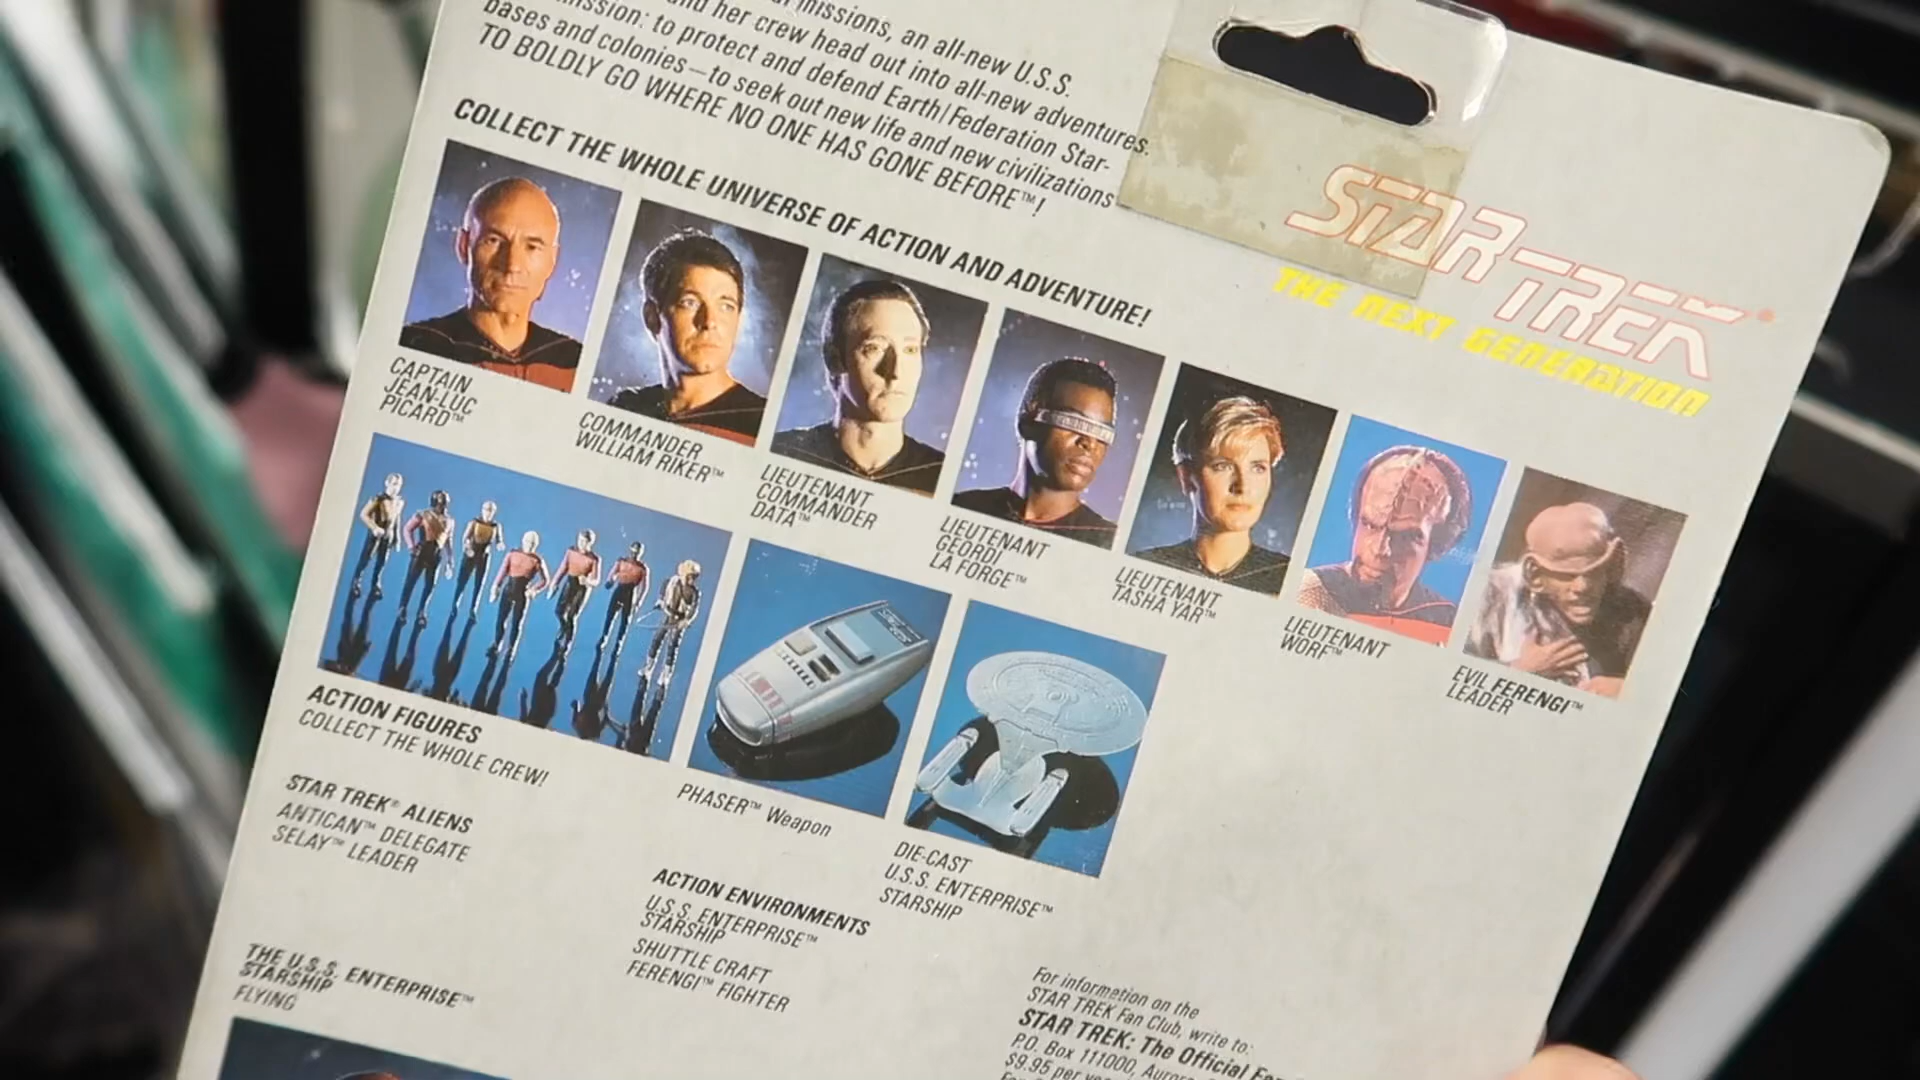 missions, an all-new U.S.S.
and her crew head out into all-new adventures.
mission: to protect and defend Earth/Federation Star-
bases and colonies—to seek out new life and new civilizations
TO BOLDLY GO WHERE NO ONE HAS GONE BEFORE™!
STAR TREK®
THE NEXT GENERATION
COLLECT THE WHOLE UNIVERSE OF ACTION AND ADVENTURE!
CAPTAIN
JEAN-LUC
PICARD™
COMMANDER
WILLIAM RIKER™
LIEUTENANT
COMMANDER
DATA™
LIEUTENANT
GEORDI
LA FORGE™
LIEUTENANT
TASHA YAR™
LIEUTENANT
WORF™
EVIL FERENGI™
LEADER
ACTION FIGURES
COLLECT THE WHOLE CREW!
PHASER™ Weapon
DIE-CAST
U.S.S. ENTERPRISE™
STARSHIP
STAR TREK® ALIENS
ANTICAN™ DELEGATE
SELAY™ LEADER
ACTION ENVIRONMENTS
U.S.S. ENTERPRISE™
STARSHIP
SHUTTLE CRAFT
FERENGI™ FIGHTER
THE U.S.S. ENTERPRISE™
STARSHIP
FLYING
For information on the
STAR TREK Fan Club, write to:
STAR TREK: The Official
P.O. Box 111000,
$9.95 per